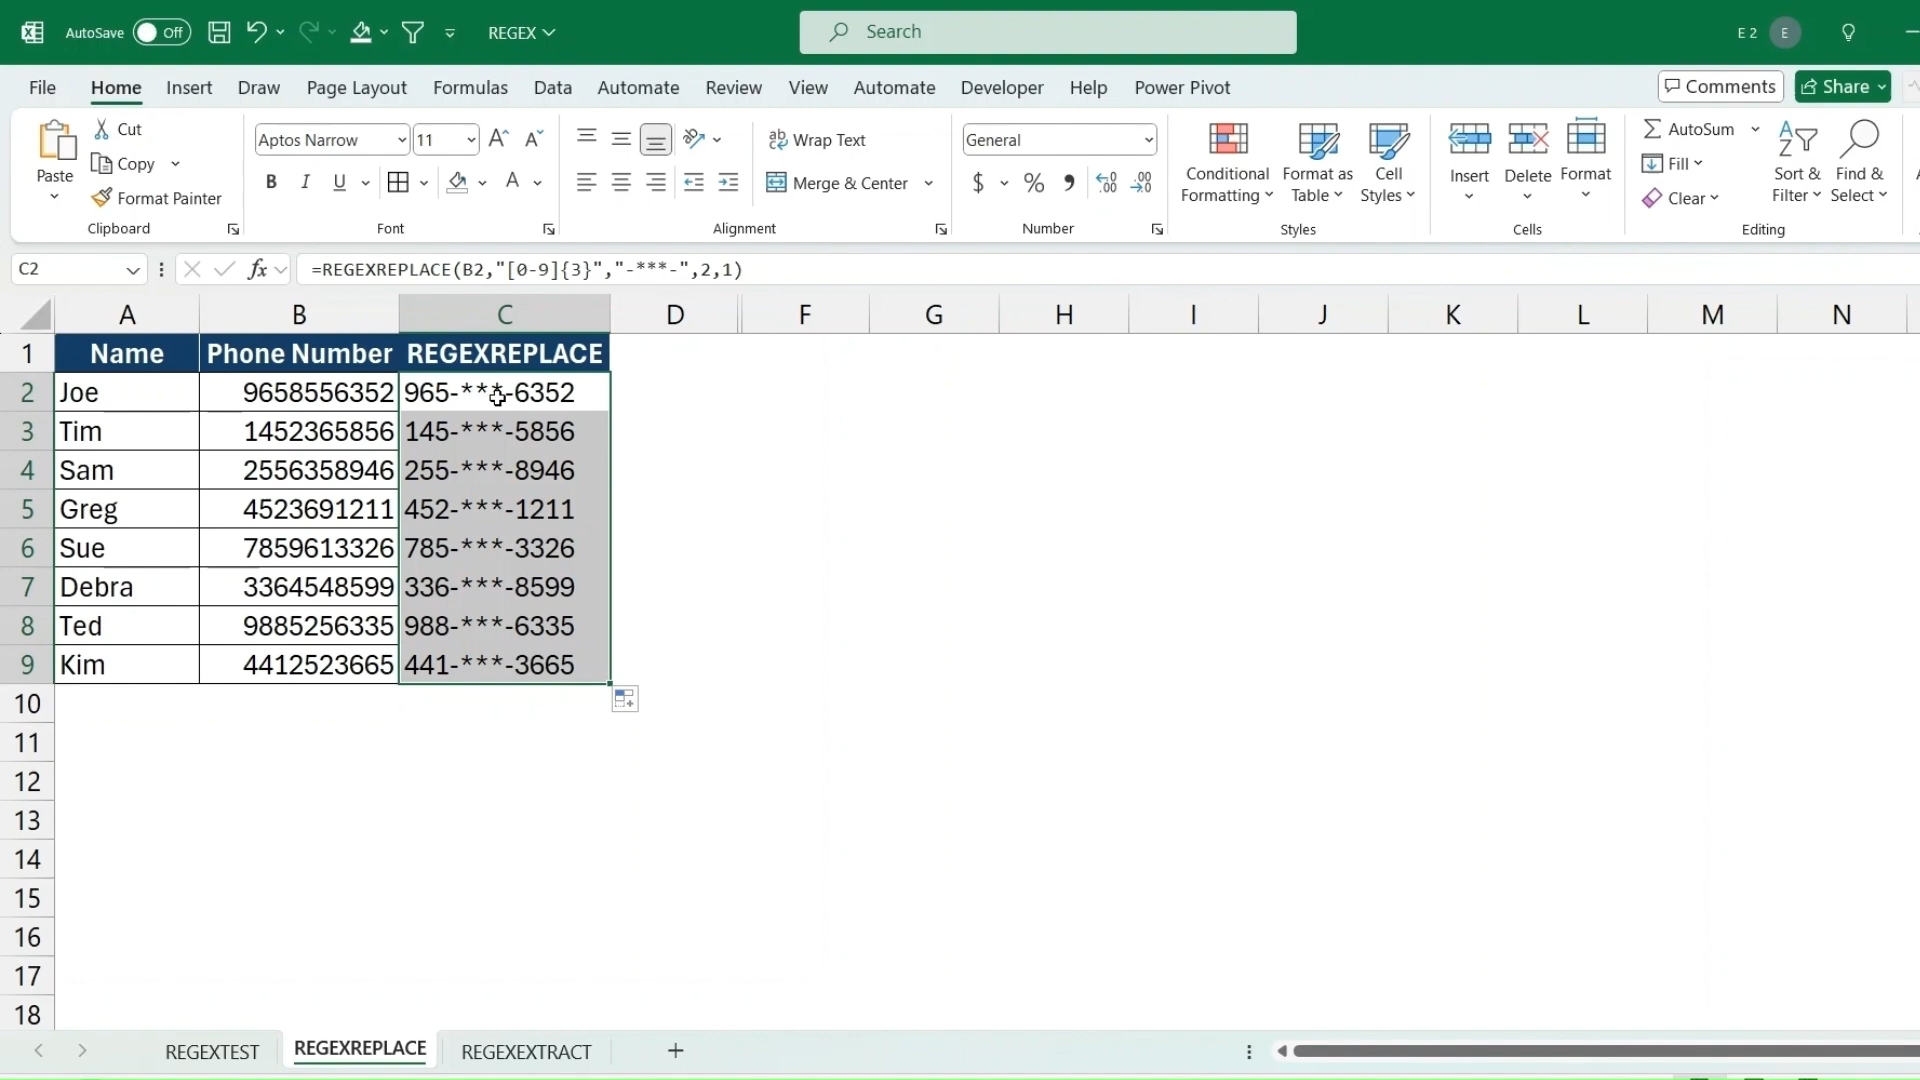 AutoSave Off REGEX Search E 2 E
File Home Insert Draw Page Layout Formulas Data Automate Review View Automate Developer Help Power Pivot Comments Share
Paste Cut Copy Format Painter Clipboard
Aptos Narrow 11 B I U A Font
Wrap Text Merge & Center Alignment
General $ % Number
Conditional Formatting Format as Table Cell Styles Styles
Insert Delete Format Cells
AutoSum Fill Clear Sort & Filter Find & Select Editing
C2 fx =REGEXREPLACE(B2,"[0-9]{3}","-***-",2,1)
A B C D F G H I J K L M N
1 Name Phone Number REGEXREPLACE
2 Joe 9658556352 965-***-6352
3 Tim 1452365856 145-***-5856
4 Sam 2556358946 255-***-8946
5 Greg 4523691211 452-***-1211
6 Sue 7859613326 785-***-3326
7 Debra 3364548599 336-***-8599
8 Ted 9885256335 988-***-6335
9 Kim 4412523665 441-***-3665
10
11
12
13
14
15
16
17
18
REGEXTEST REGEXREPLACE REGEXEXTRACT +